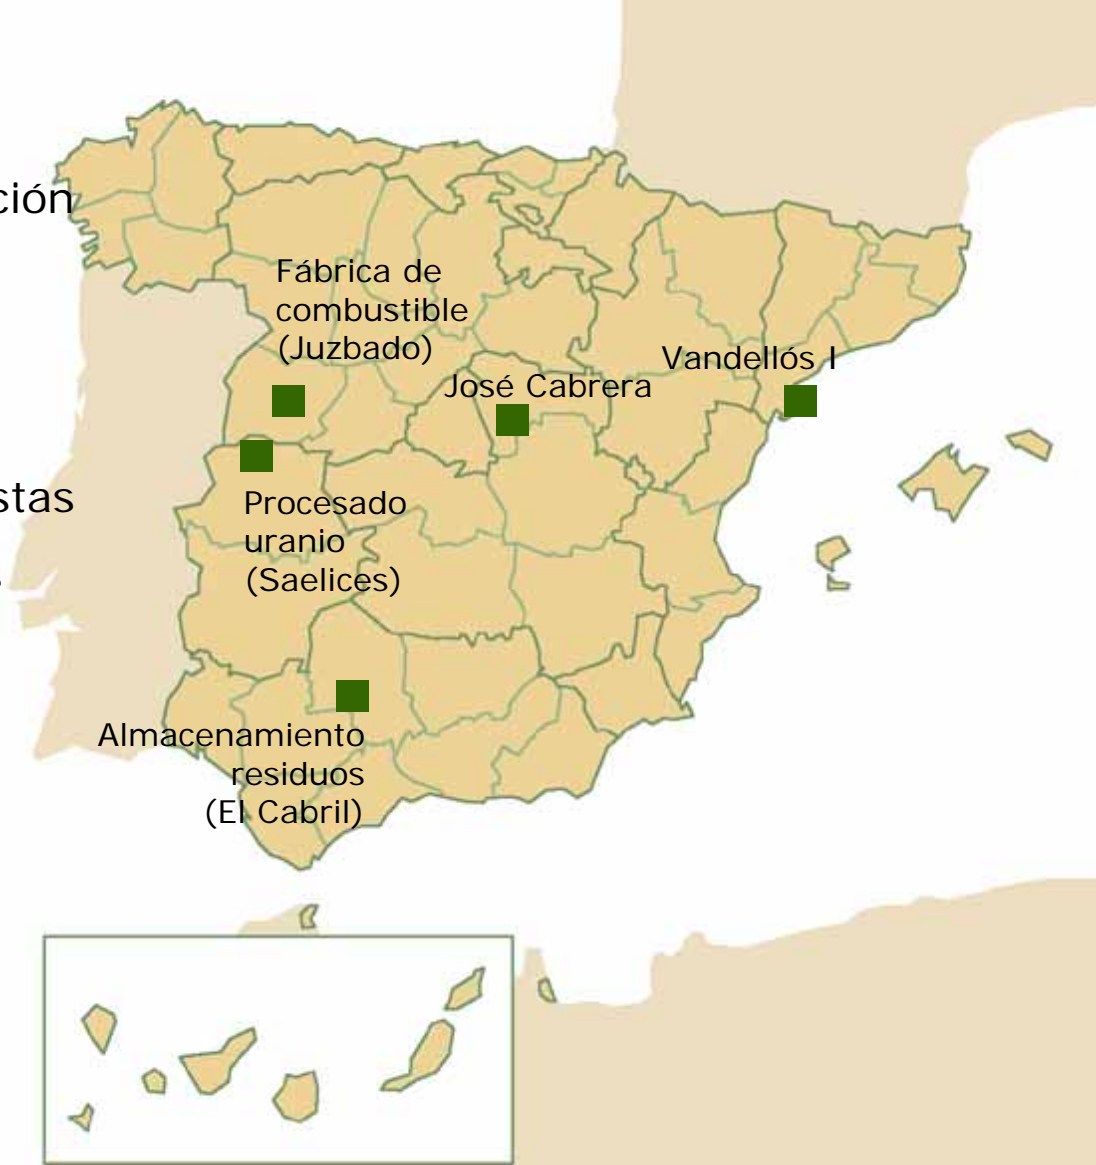 ción
Fábrica de
combustible
(Juzbado)
Vandellós I
José Cabrera
stas
Procesado
uranio
(Saelices)
Almacenamiento
residuos
(El Cabril)